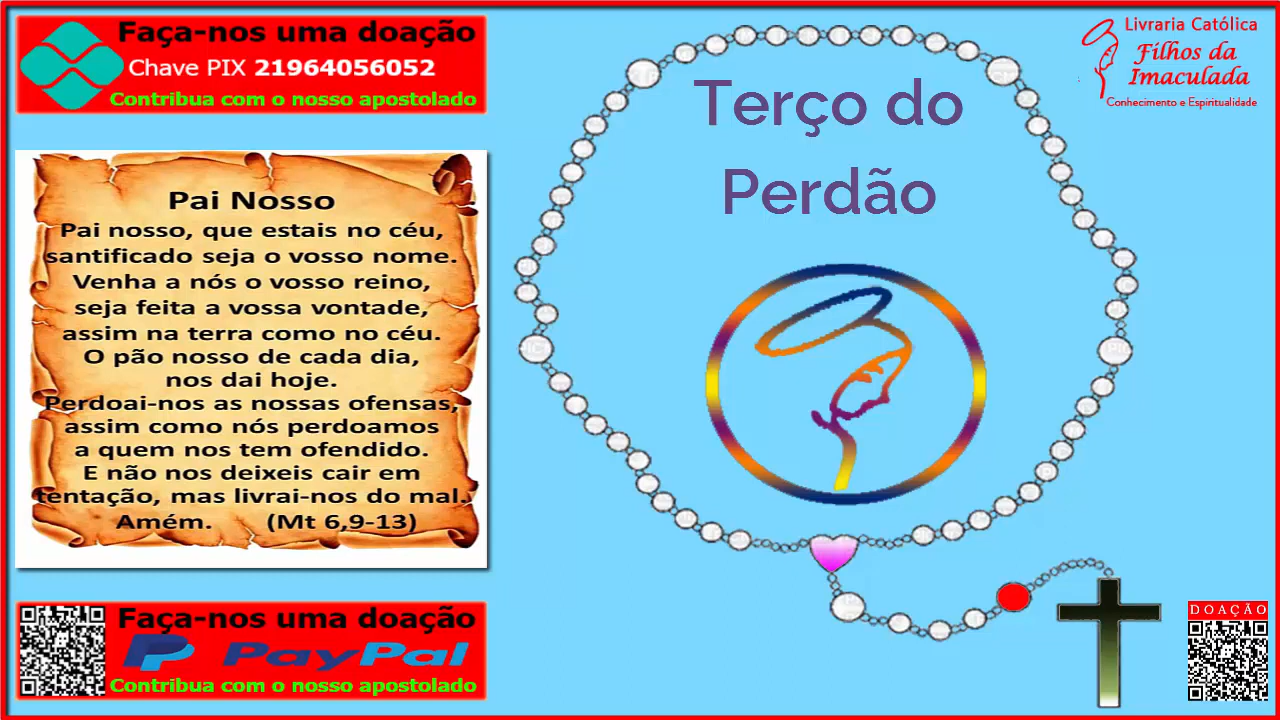 Faça-nos uma doação
Chave PIX 21964056052
Contribua com o nosso apostolado
Pai Nosso
Pai nosso, que estais no céu,
santificado seja o vosso nome.
Venha a nós o vosso reino,
seja feita a vossa vontade,
assim na terra como no céu.
O pão nosso de cada dia,
nos dai hoje.
Perdoai-nos as nossas ofensas,
assim como nós perdoamos
a quem nos tem ofendido.
E não nos deixeis cair em
tentação, mas livrai-nos do mal.
Amém. (Mt 6,9-13)
Faça-nos uma doação
PayPal
Contribua com o nosso apostolado
Terço do
Perdão
Livraria Católica
Filhos da
Imaculada
Conhecimento e Espiritualidade
DOAÇÃO